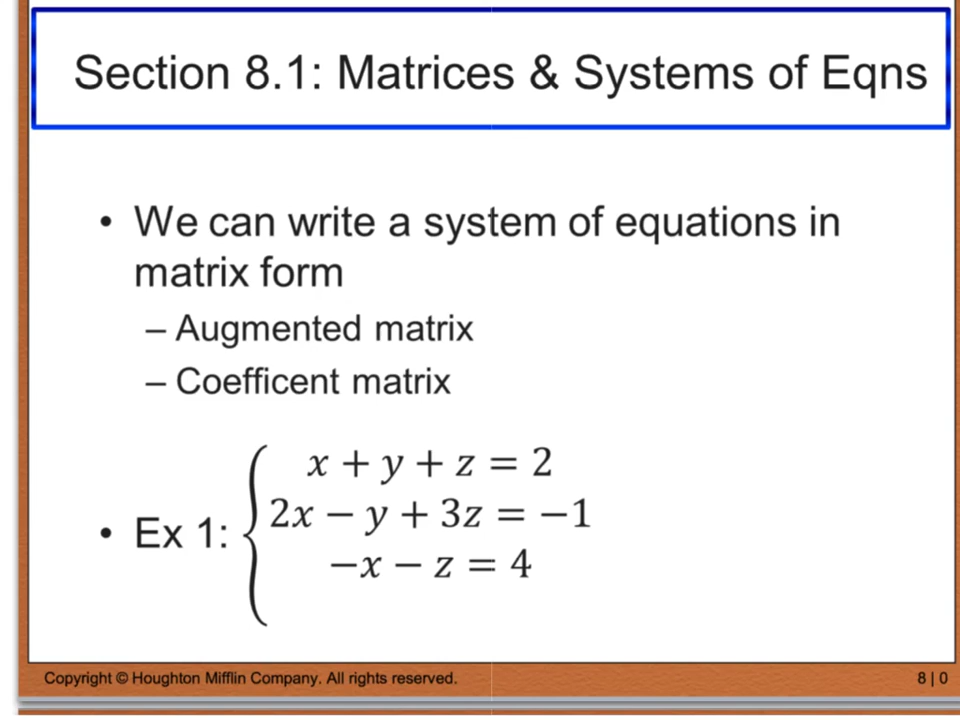 Section 8.1: Matrices & Systems of Eqns
• We can write a system of equations in
matrix form
– Augmented matrix
– Coefficent matrix
x + y + z = 2
• Ex 1: { 2x − y + 3z = −1
−x − z = 4
Copyright © Houghton Mifflin Company. All rights reserved. 8 | 0